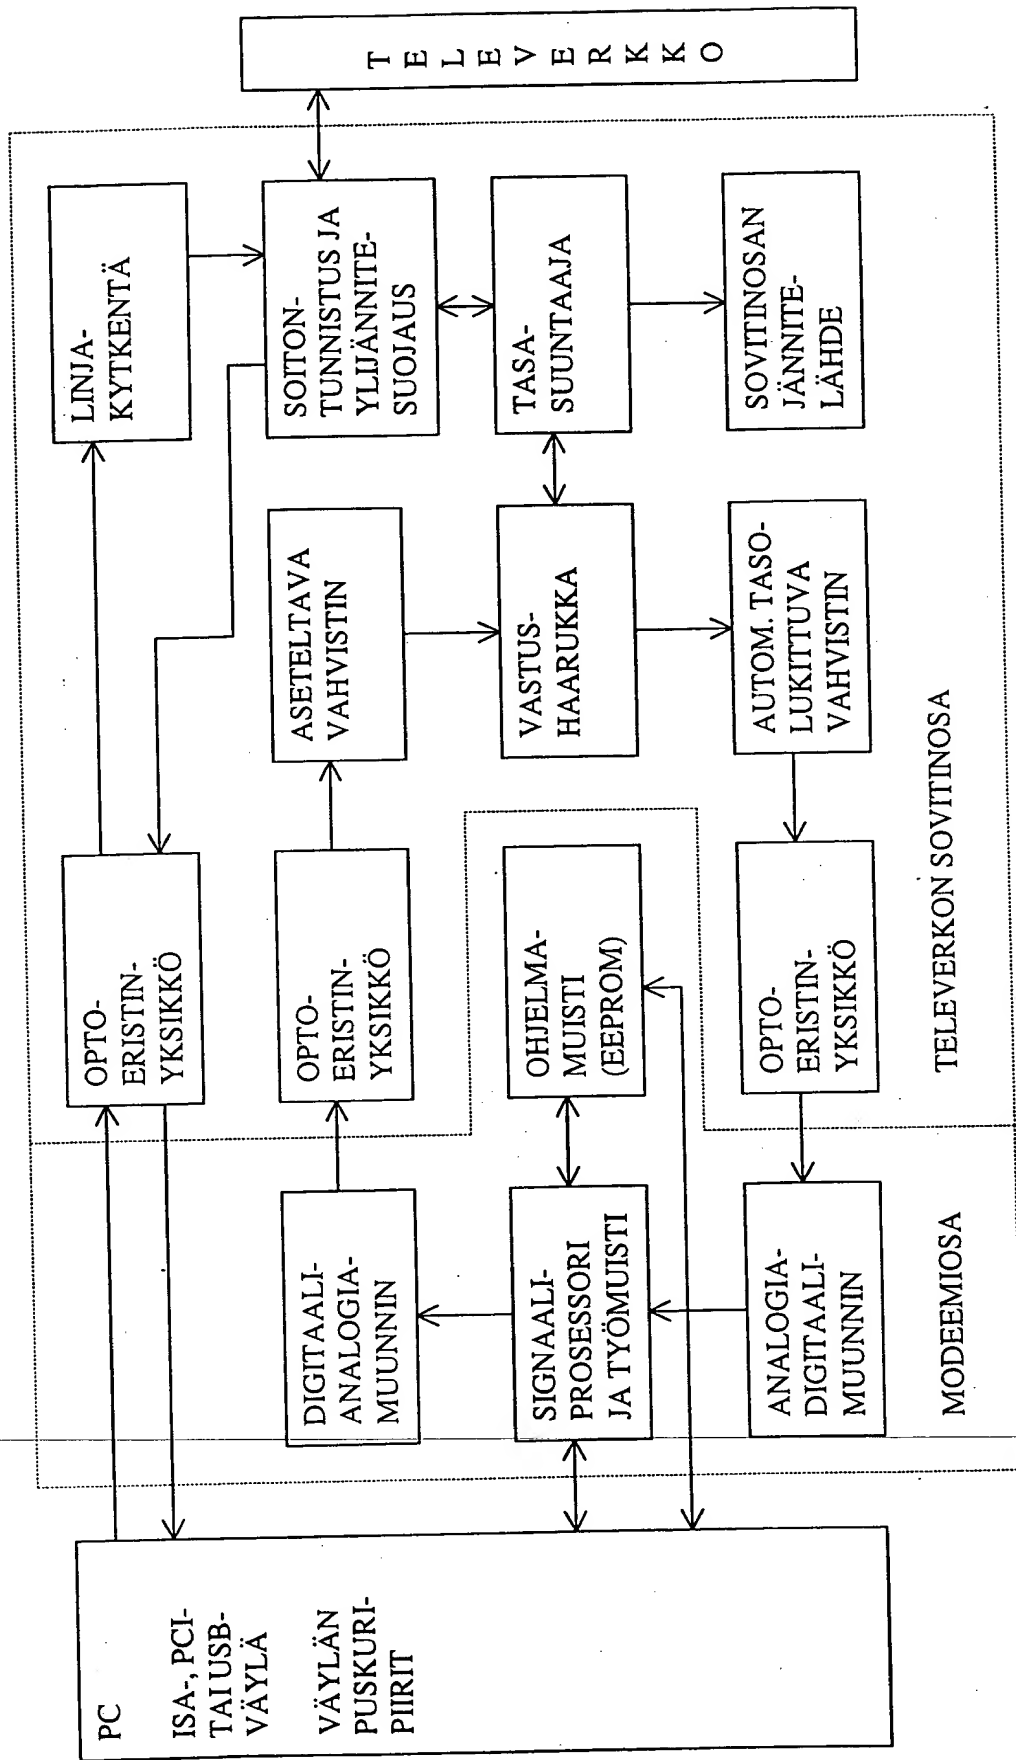 PC
ISA-, PCI-
TAI USB-
VÄYLÄ
VÄYLÄN
PUSKURI-
PIIRIT
OPTO-
ERISTIN-
YKSIKKÖ
LINJA-
KYTKENTÄ
DIGITAALI-
ANALOGIA-
MUUNNIN
OPTO-
ERISTIN-
YKSIKKÖ
ASETELTAVA
VAHVISTIN
SOITON-
TUNNISTUS JA
YLIJÄNNITE-
SUOJAUS
SIGNAALI-
PROSESSORI
JA TYÖMUISTI
OHJELMA-
MUISTI
(EEPROM)
VASTUS-
HAARUKKA
TASA-
SUUNTAAJA
ANALOGIA-
DIGITAALI-
MUUNNIN
OPTO-
ERISTIN-
YKSIKKÖ
AUTOM. TASO-
LUKITTUVA
VAHVISTIN
SOVITINOSAN
JÄNNITE-
LÄHDE
TELEVERKKO
MODEEMIOSA
TELEVERKON SOVITINOSA